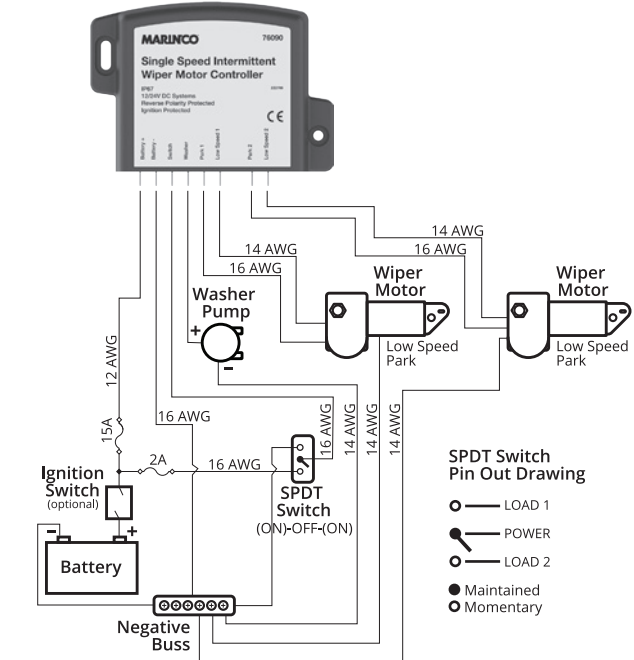 MARINCO 76090
Single Speed Intermittent
Wiper Motor Controller
IP67
12/24V DC Systems
Reverse Polarity Protected
Ignition Protected
CE
Battery +
Battery -
Switch
Washer
Park 1
Low Speed 1
Park 2
Low Speed 2
14 AWG
16 AWG
14 AWG
16 AWG
Wiper
Motor
Wiper
Motor
Washer
Pump
+
-
Low Speed
Park
Low Speed
Park
12 AWG
15A
16 AWG
16 AWG
14 AWG
14 AWG
14 AWG
2A
16 AWG
Ignition
Switch
(optional)
SPDT
Switch
(ON)-OFF-(ON)
- +
Battery
Negative
Buss
SPDT Switch
Pin Out Drawing
LOAD 1
POWER
LOAD 2
Maintained
Momentary